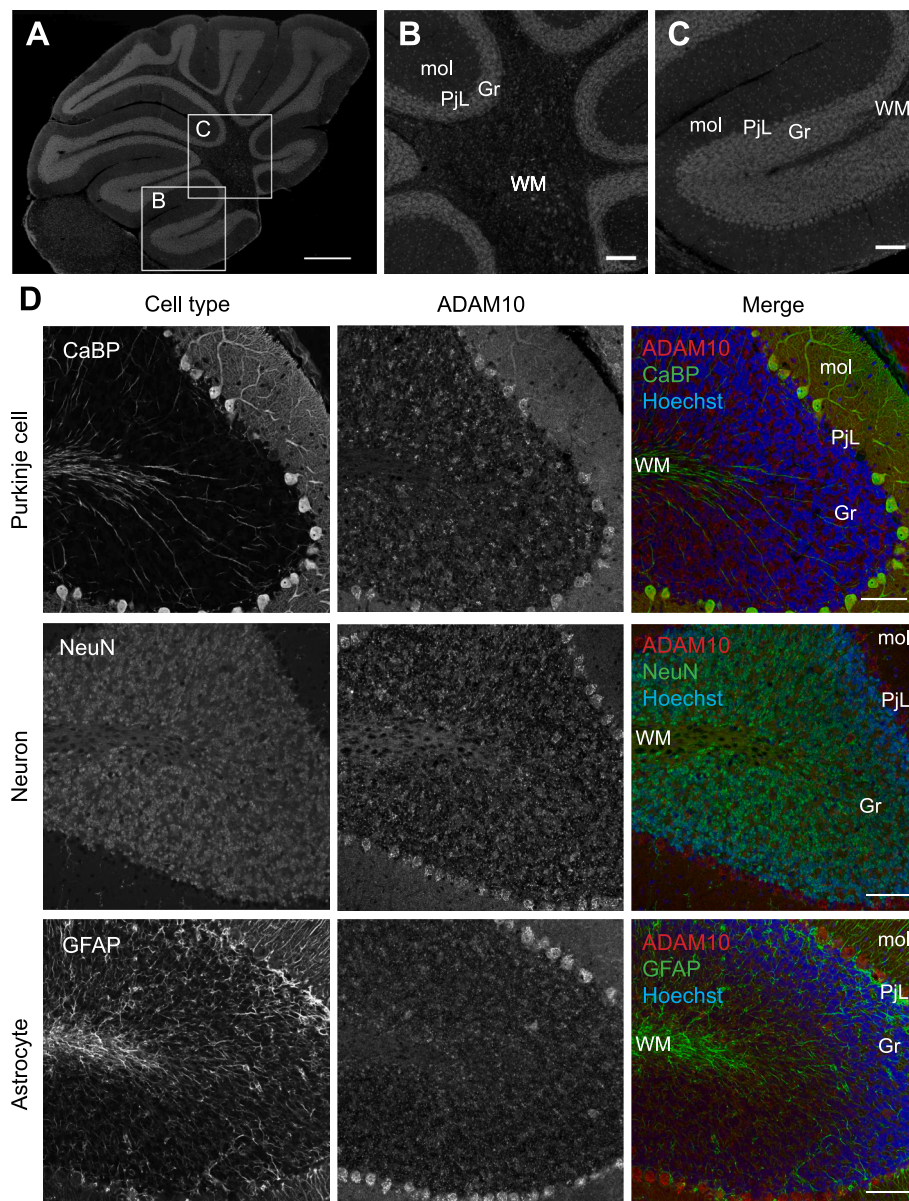 A
C
B
B
mol
PjL
Gr
WM
C
mol
PjL
Gr
WM
D
Cell type
ADAM10
Merge
Purkinje cell
CaBP
ADAM10
CaBP
Hoechst
mol
PjL
WM
Gr
Neuron
NeuN
ADAM10
NeuN
Hoechst
mol
PjL
WM
Gr
Astrocyte
GFAP
ADAM10
GFAP
Hoechst
mol
PjL
WM
Gr